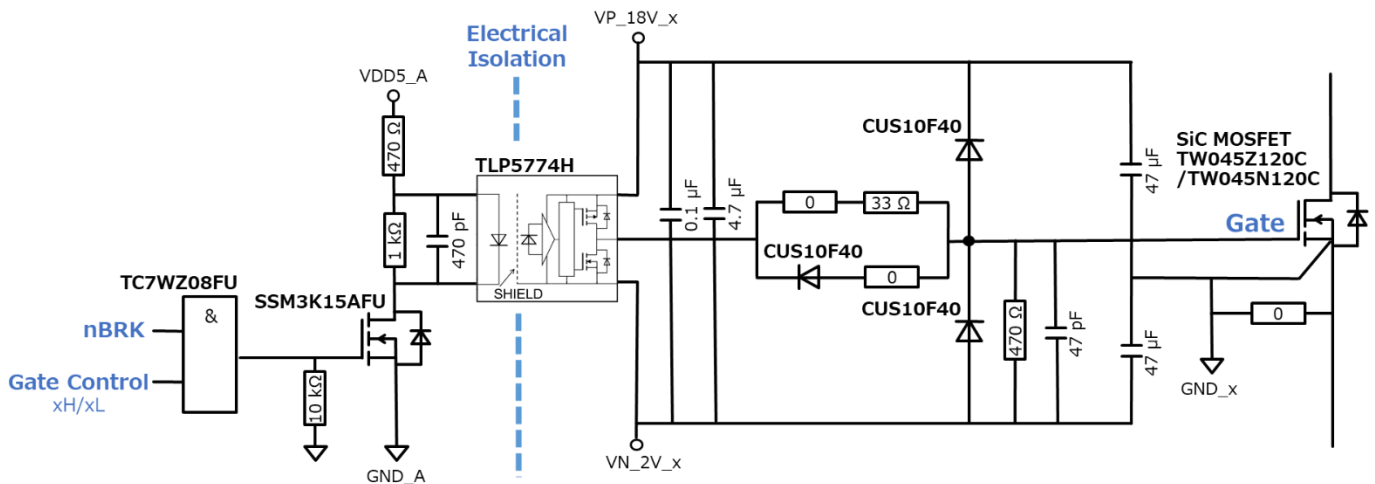 Electrical
Isolation
VP_18V_x
VDD5_A
470 Ω
TLP5774H
CUS10F40
SiC MOSFET
TW045Z120C
/TW045N120C
47 µF
0.1 µF
4.7 µF
0
33 Ω
Gate
1 kΩ
470 pF
SHIELD
CUS10F40
0
CUS10F40
TC7WZ08FU
&
SSM3K15AFU
nBRK
Gate Control
xH/xL
10 kΩ
470 Ω
47 pF
47 µF
0
GND_x
GND_A
VN_2V_x